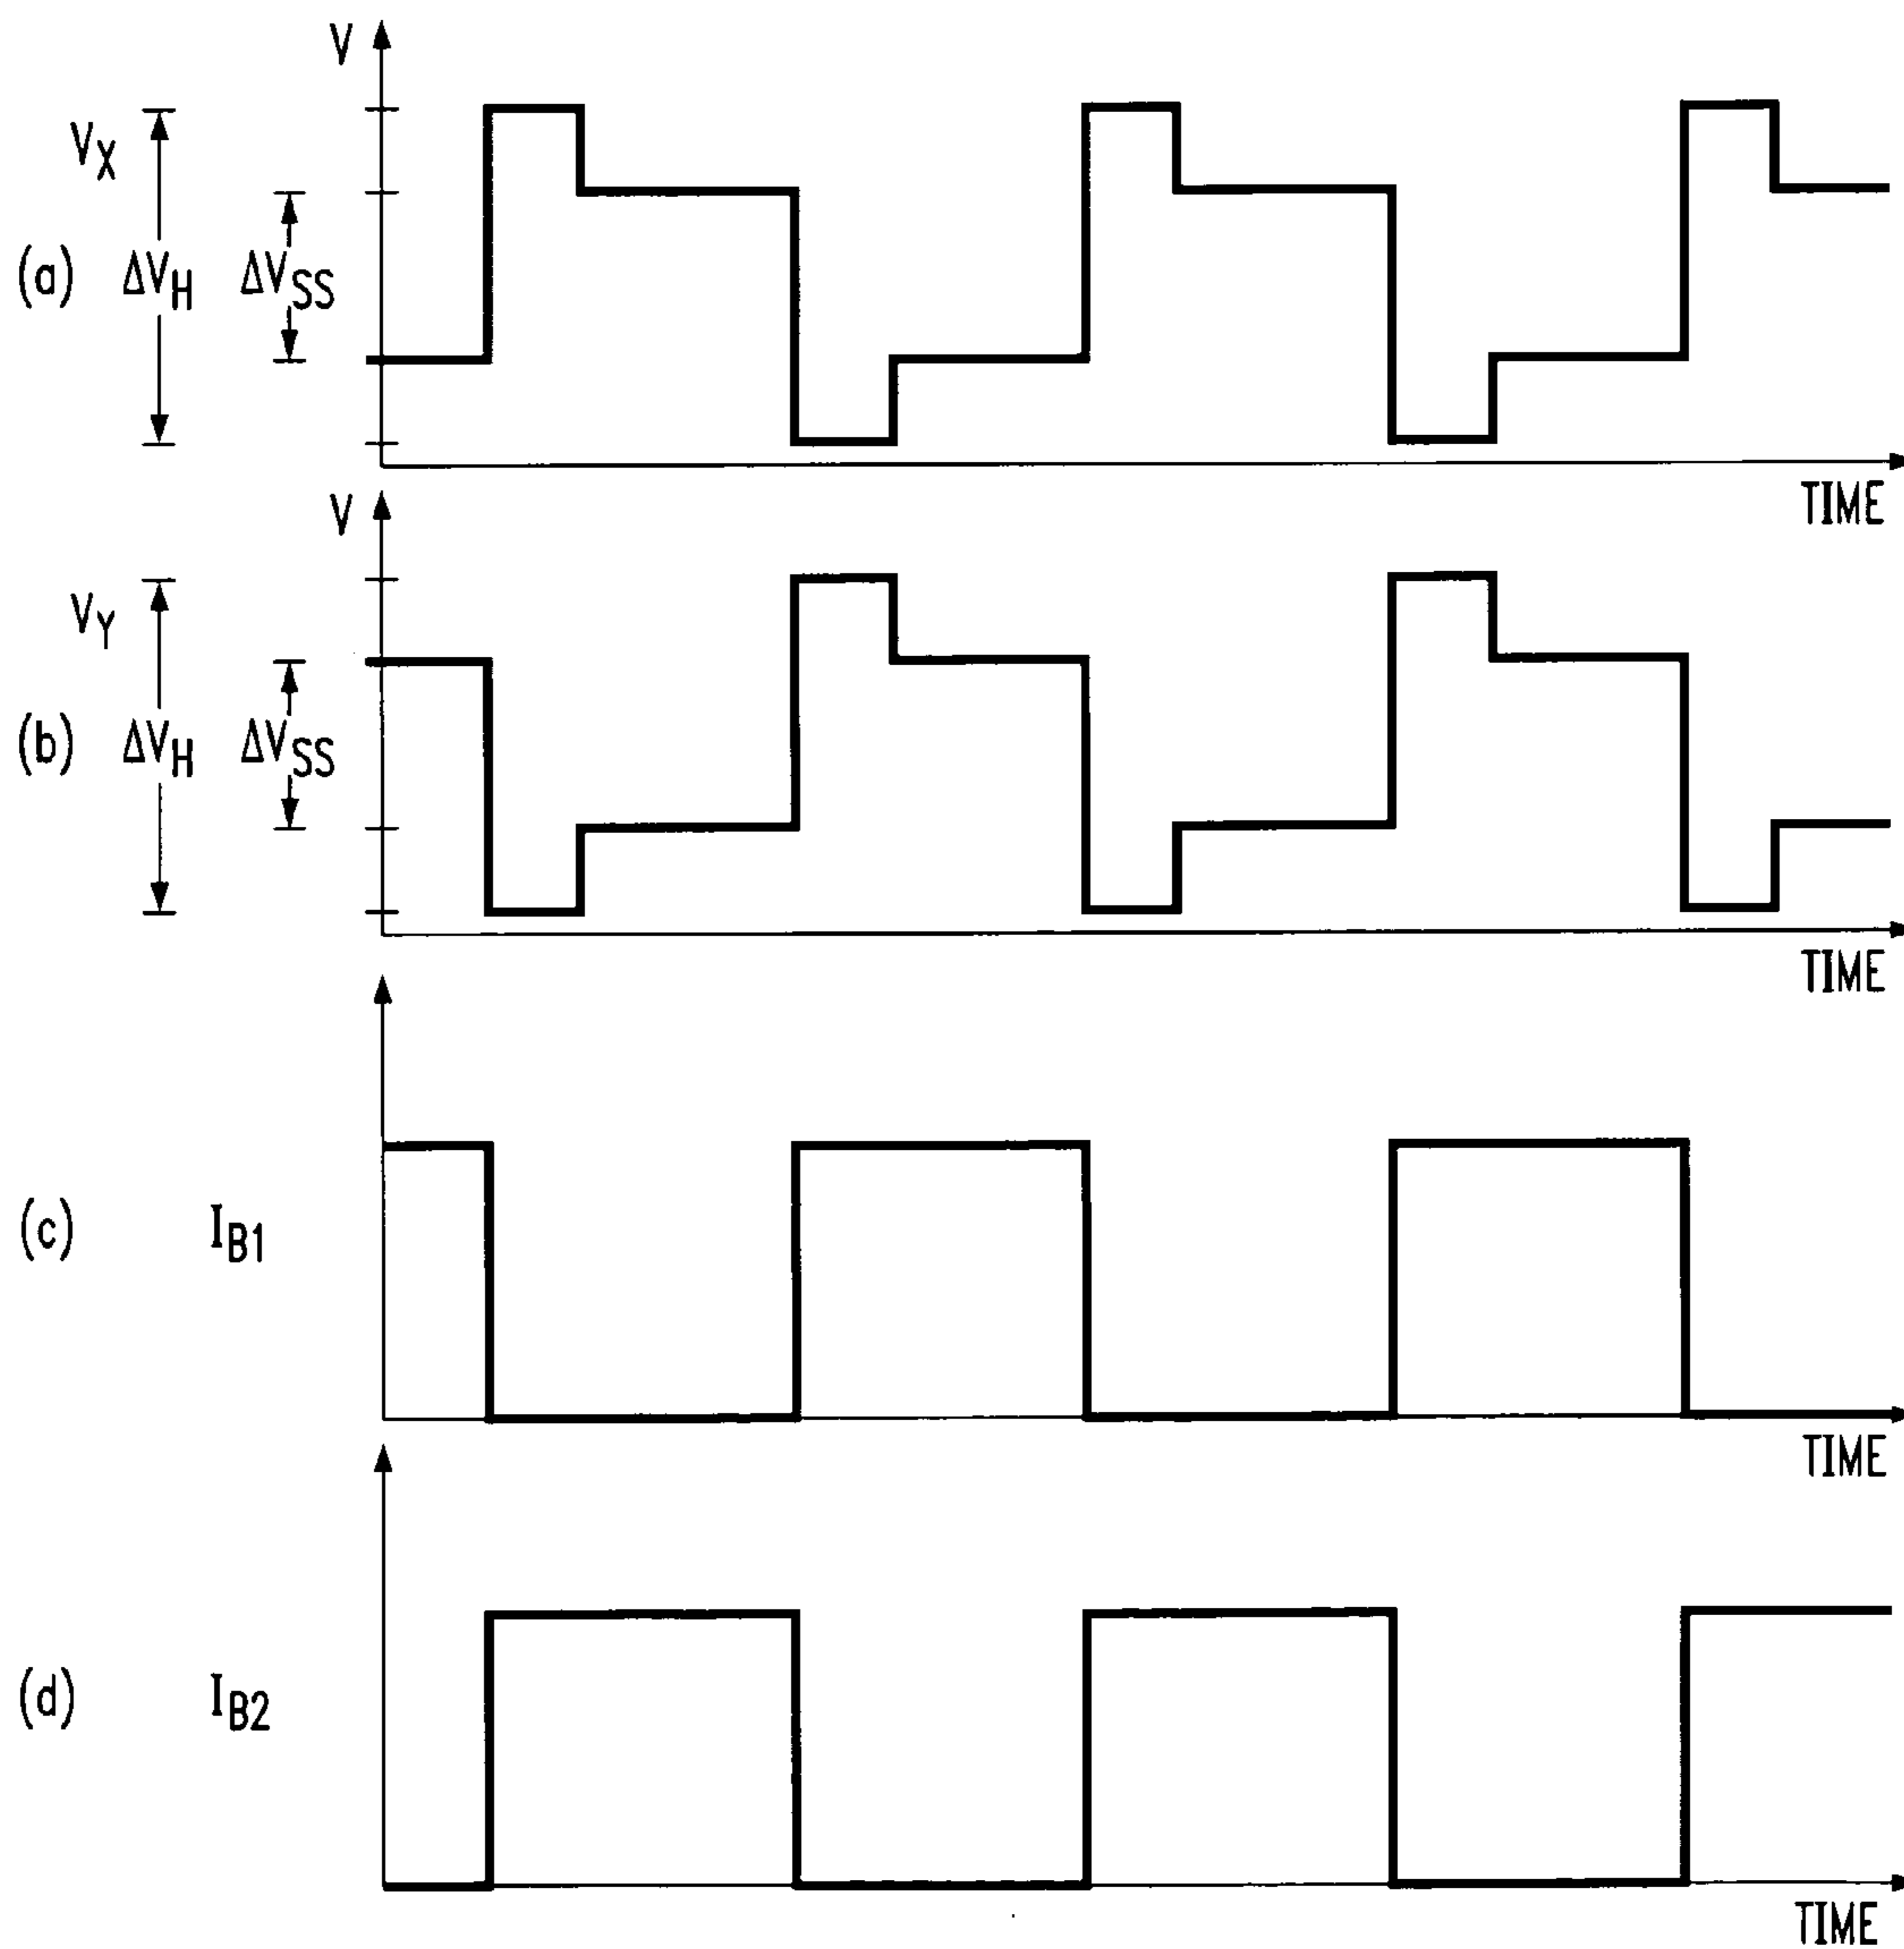 V
V_X
(a) ΔV_H ΔV_SS
TIME
V
V_Y
(b) ΔV_H ΔV_SS
TIME
(c) I_B1
TIME
(d) I_B2
TIME